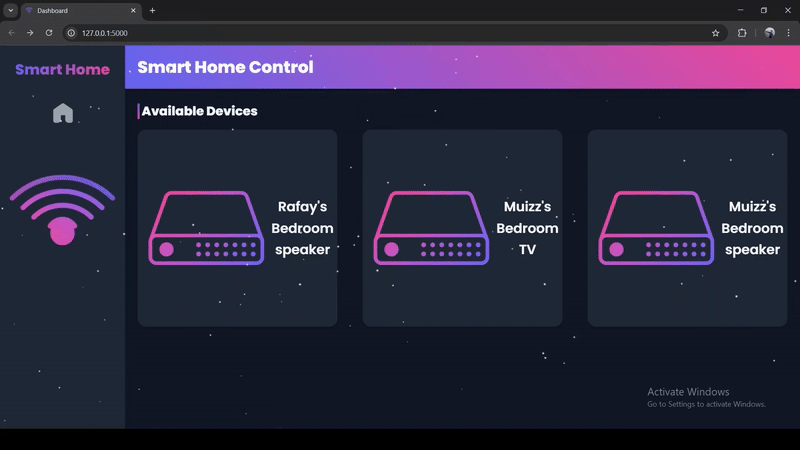 Dashboard
127.0.0.1:5000
Smart Home
Smart Home Control
Available Devices
Rafay's
Bedroom
speaker
Muizz's
Bedroom
TV
Muizz's
Bedroom
speaker
Activate Windows
Go to Settings to activate Windows.